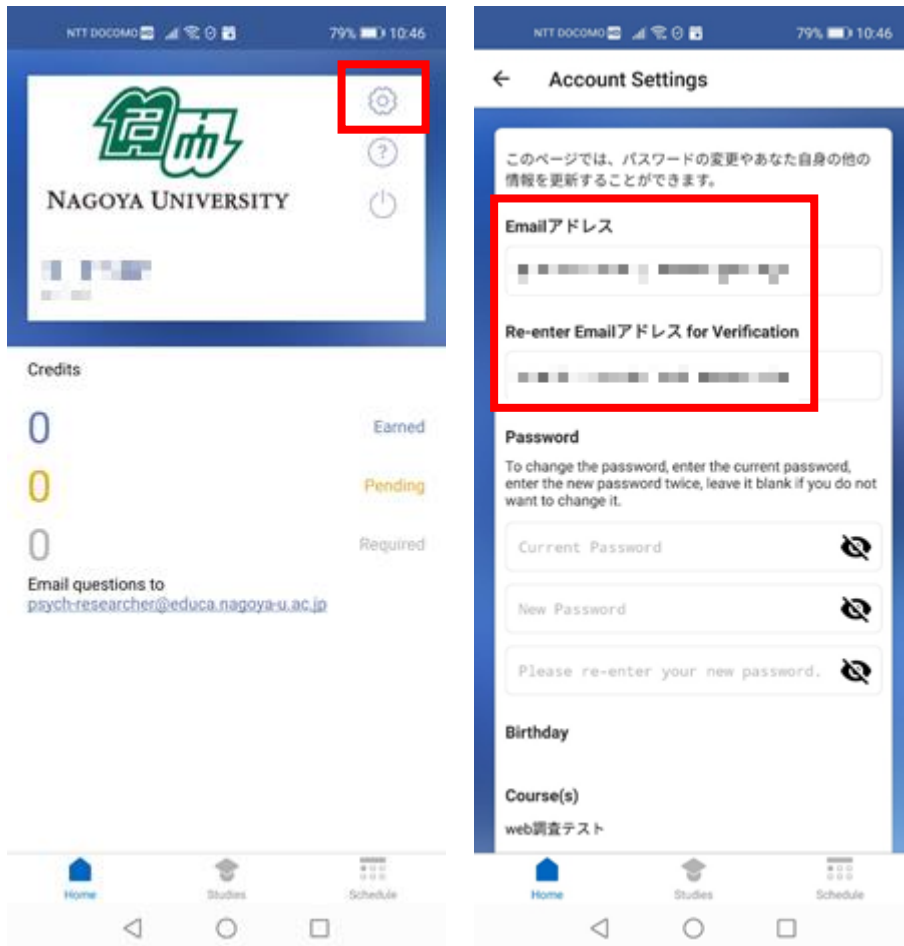 NTT DOCOMO HD 79% 10:46
名大
NAGOYA UNIVERSITY
Credits
0 Earned
0 Pending
0 Required
Email questions to
psych-researcher@educa.nagoya-u.ac.jp
Home Studies Schedule
NTT DOCOMO HD 79% 10:46
Account Settings
このページでは、パスワードの変更やあなた自身の他の
情報を更新することができます。
Emailアドレス
Re-enter Emailアドレス for Verification
Password
To change the password, enter the current password,
enter the new password twice, leave it blank if you do not
want to change it.
Current Password
New Password
Please re-enter your new password.
Birthday
Course(s)
web調査テスト
Home Studies Schedule